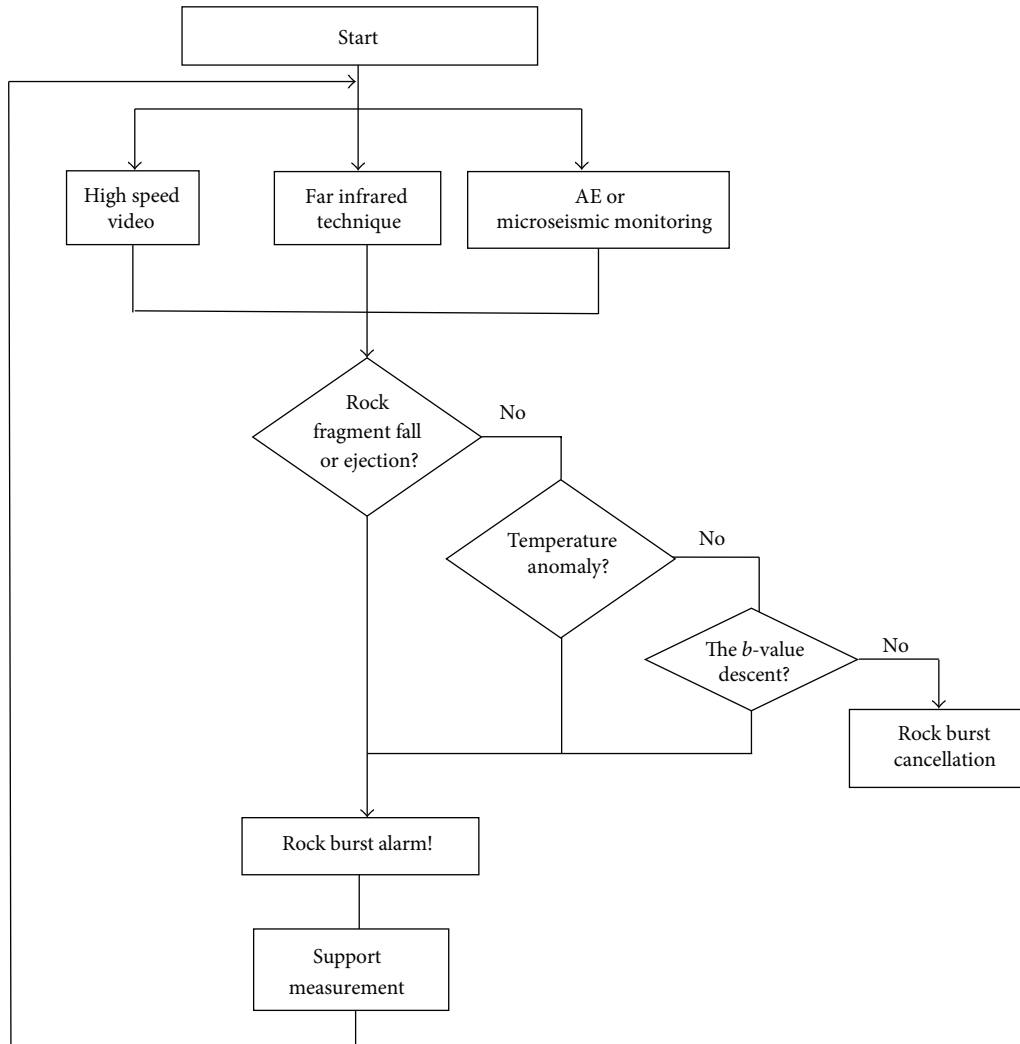 Start
High speed
video
Far infrared
technique
AE or
microseismic monitoring
Rock
fragment fall
or ejection?
No
Temperature
anomaly?
No
The b-value
descent?
No
Rock burst
cancellation
Rock burst alarm!
Support
measurement